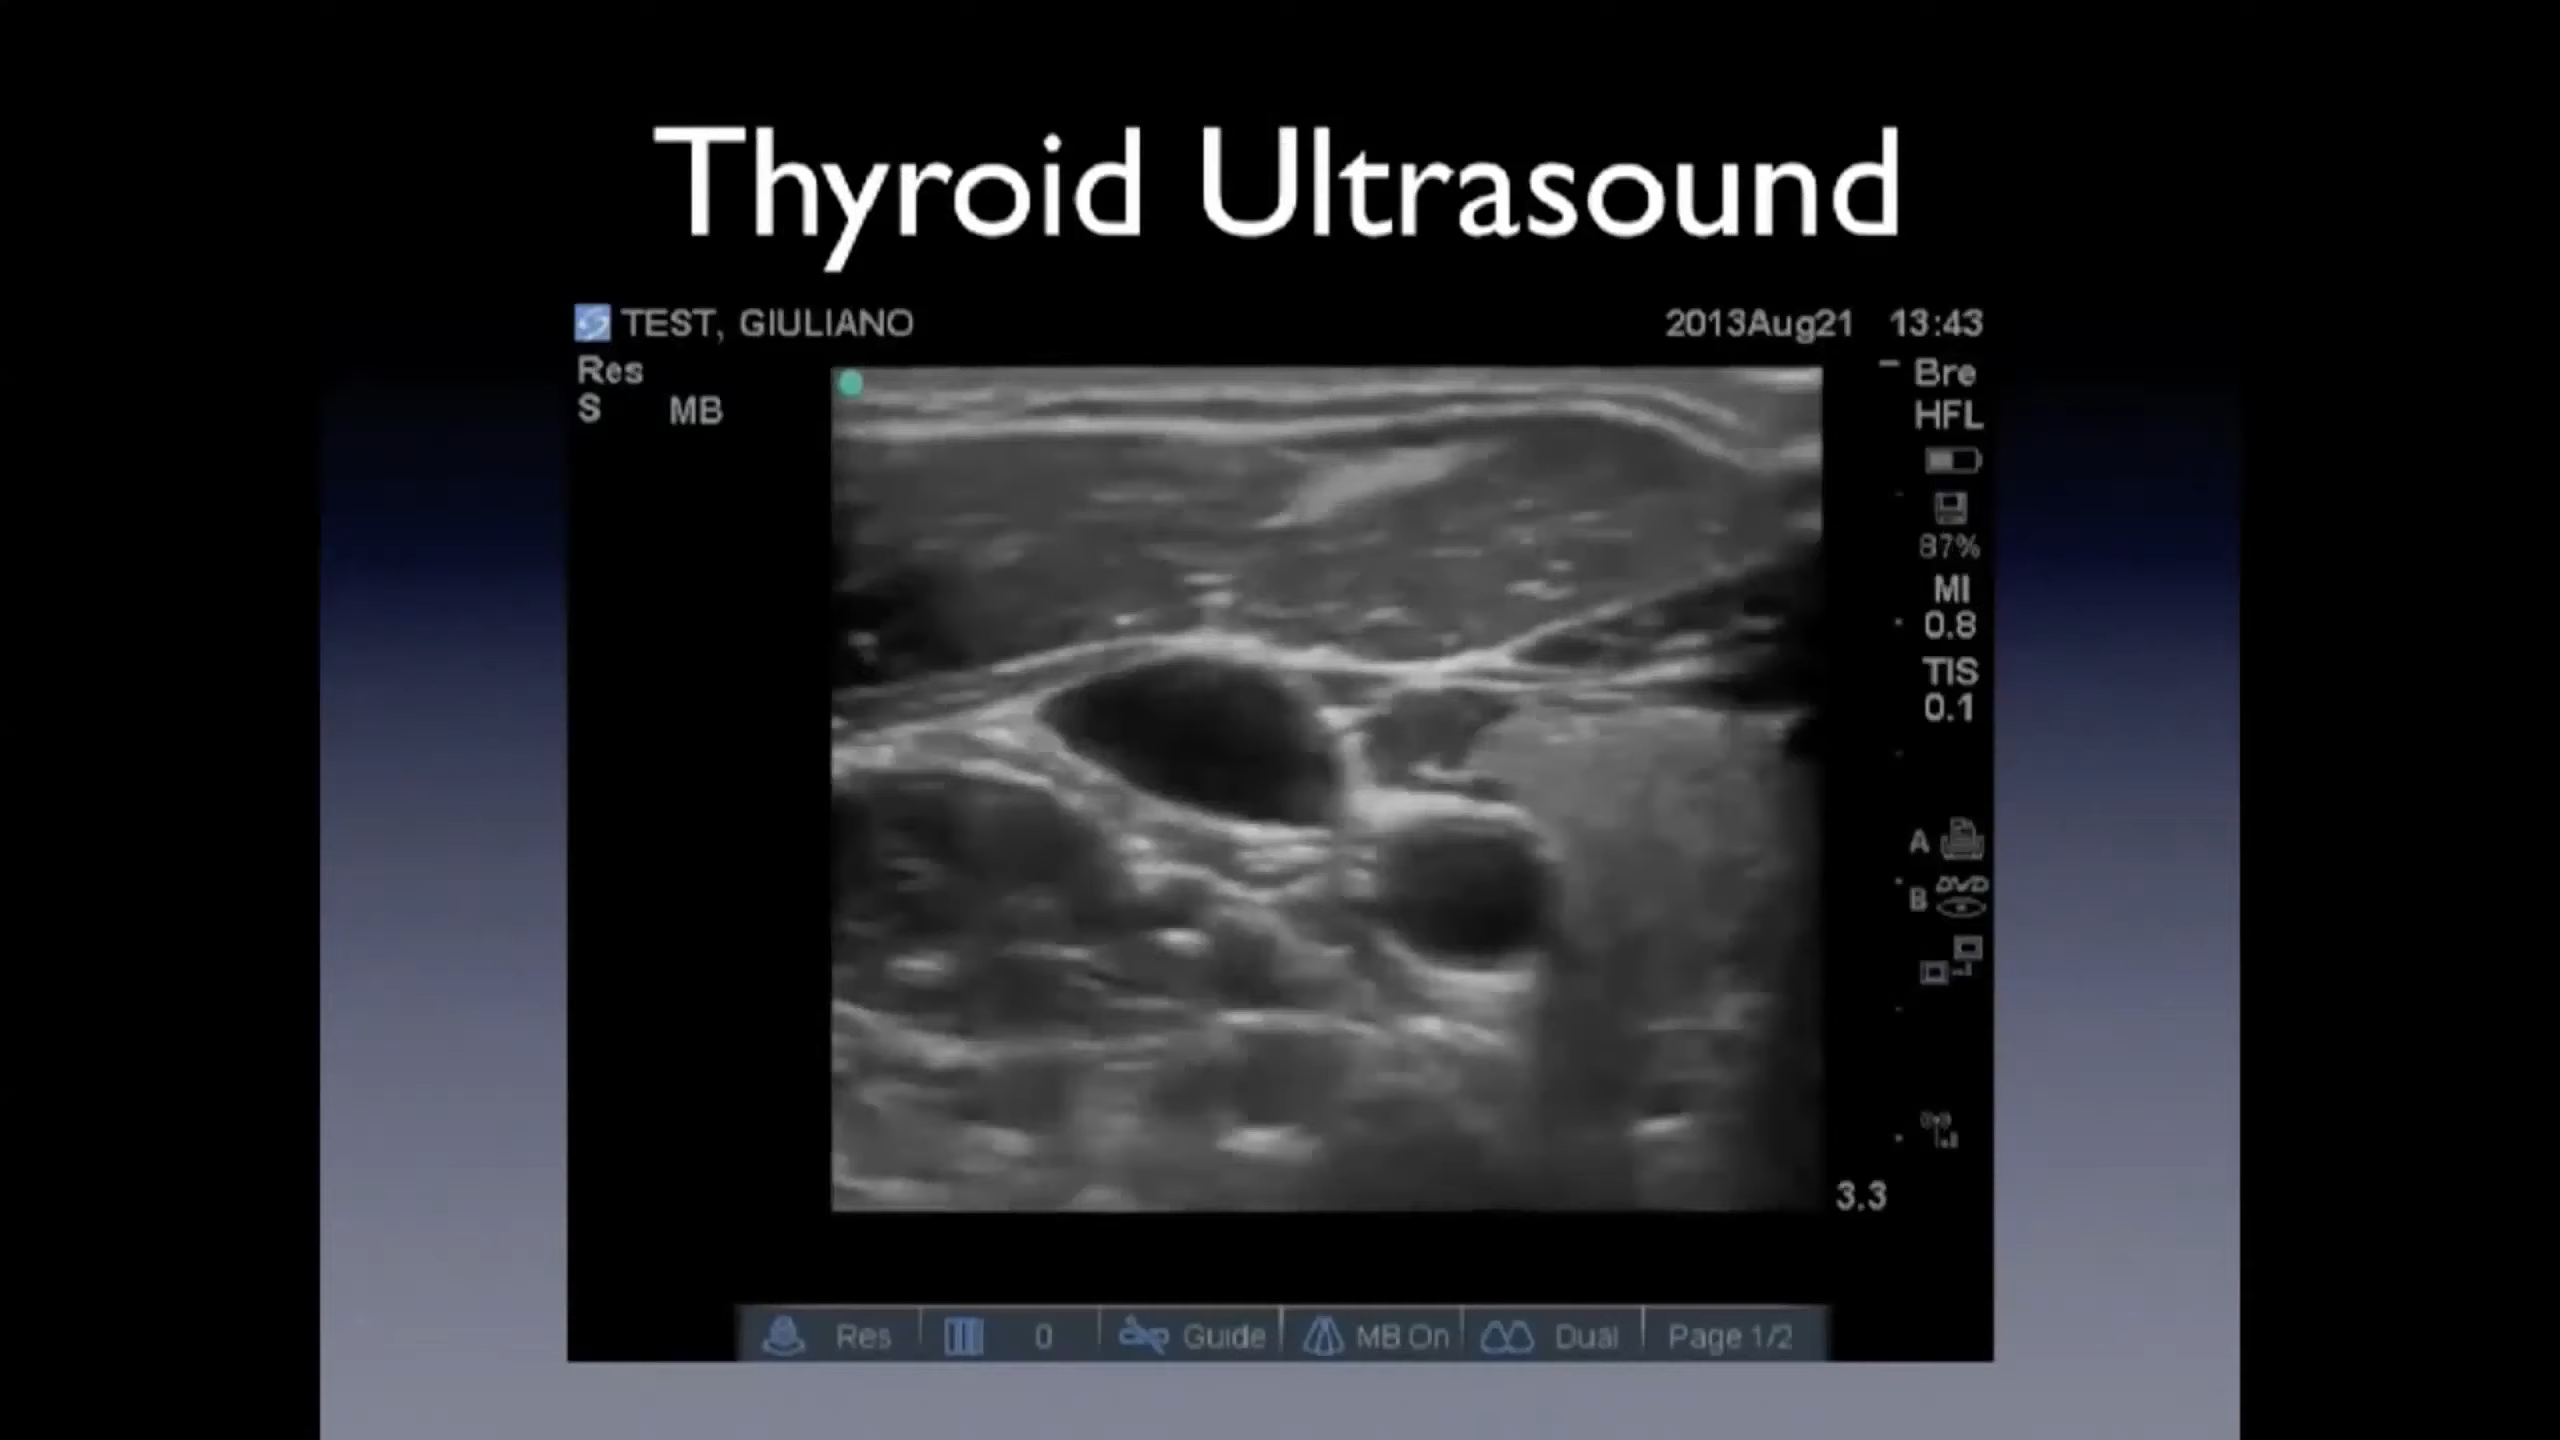 Thyroid Ultrasound
TEST, GIULIANO 2013Aug21 13:43
Res
S MB
Bre
HFL
87%
MI
0.8
TIS
0.1
A
B DVD
3.3
Res 0 Guide MB On Dual Page 1/2